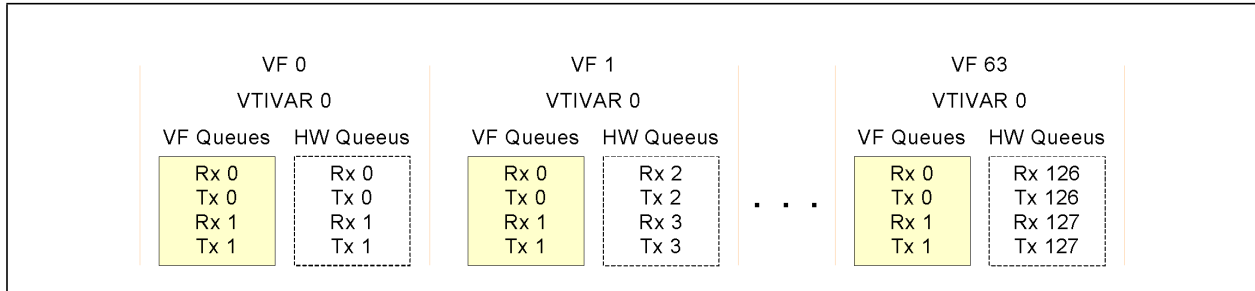 VF 0
VTIVAR 0
VF Queues HW Queeus
Rx 0 Rx 0
Tx 0 Tx 0
Rx 1 Rx 1
Tx 1 Tx 1
VF 1
VTIVAR 0
VF Queues HW Queeus
Rx 0 Rx 2
Tx 0 Tx 2
Rx 1 Rx 3
Tx 1 Tx 3
. . .
VF 63
VTIVAR 0
VF Queues HW Queeus
Rx 0 Rx 126
Tx 0 Tx 126
Rx 1 Rx 127
Tx 1 Tx 127